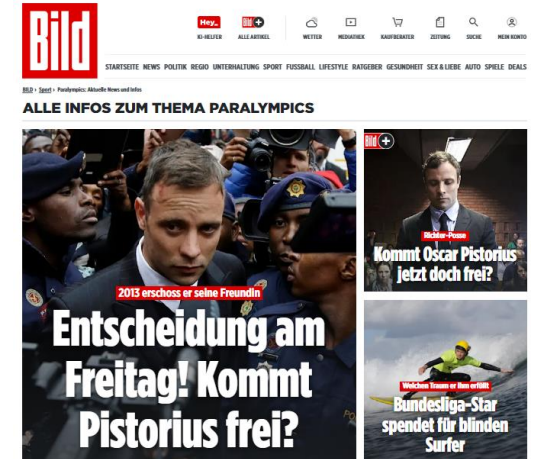 Bild
Hey_
Bild +
KI-HELFER
ALLE ARTIKEL
WETTER
MEDIATHEK
KAUFBERATER
ZEITUNG
SUCHE
MEIN KONTO
STARTSEITE NEWS POLITIK REGIO UNTERHALTUNG SPORT FUSSBALL LIFESTYLE RATGEBER GESUNDHEIT SEX & LIEBE AUTO SPIELE DEALS
BILD › Sport › Paralympics: Aktuelle News und Infos
ALLE INFOS ZUM THEMA PARALYMPICS
2013 erschoss er seine Freundin
Entscheidung am
Freitag! Kommt
Pistorius frei?
Bild +
Richter-Posse
Kommt Oscar Pistorius
jetzt doch frei?
Welchen Traum er ihm erfüllt
Bundesliga-Star
spendet für blinden
Surfer